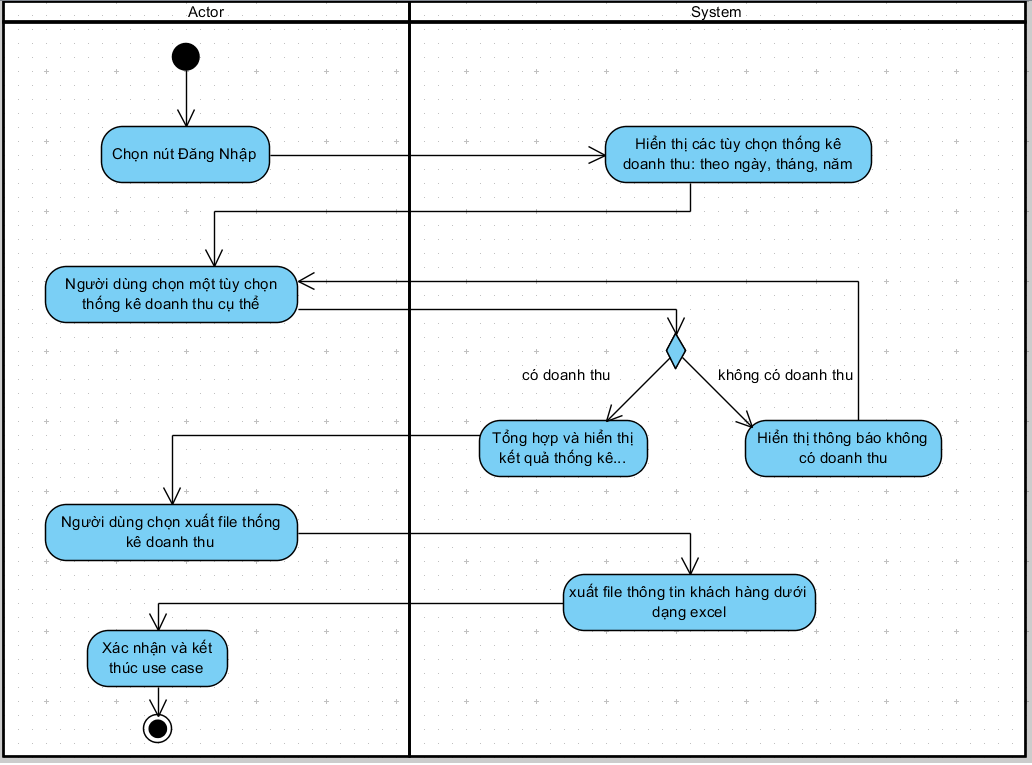 Actor
System
Chọn nút Đăng Nhập
Hiển thị các tùy chọn thống kê
doanh thu: theo ngày, tháng, năm
Người dùng chọn một tùy chọn
thống kê doanh thu cụ thể
có doanh thu
không có doanh thu
Tổng hợp và hiển thị
kết quả thống kê...
Hiển thị thông báo không
có doanh thu
Người dùng chọn xuất file thống
kê doanh thu
xuất file thông tin khách hàng dưới
dạng excel
Xác nhận và kết
thúc use case